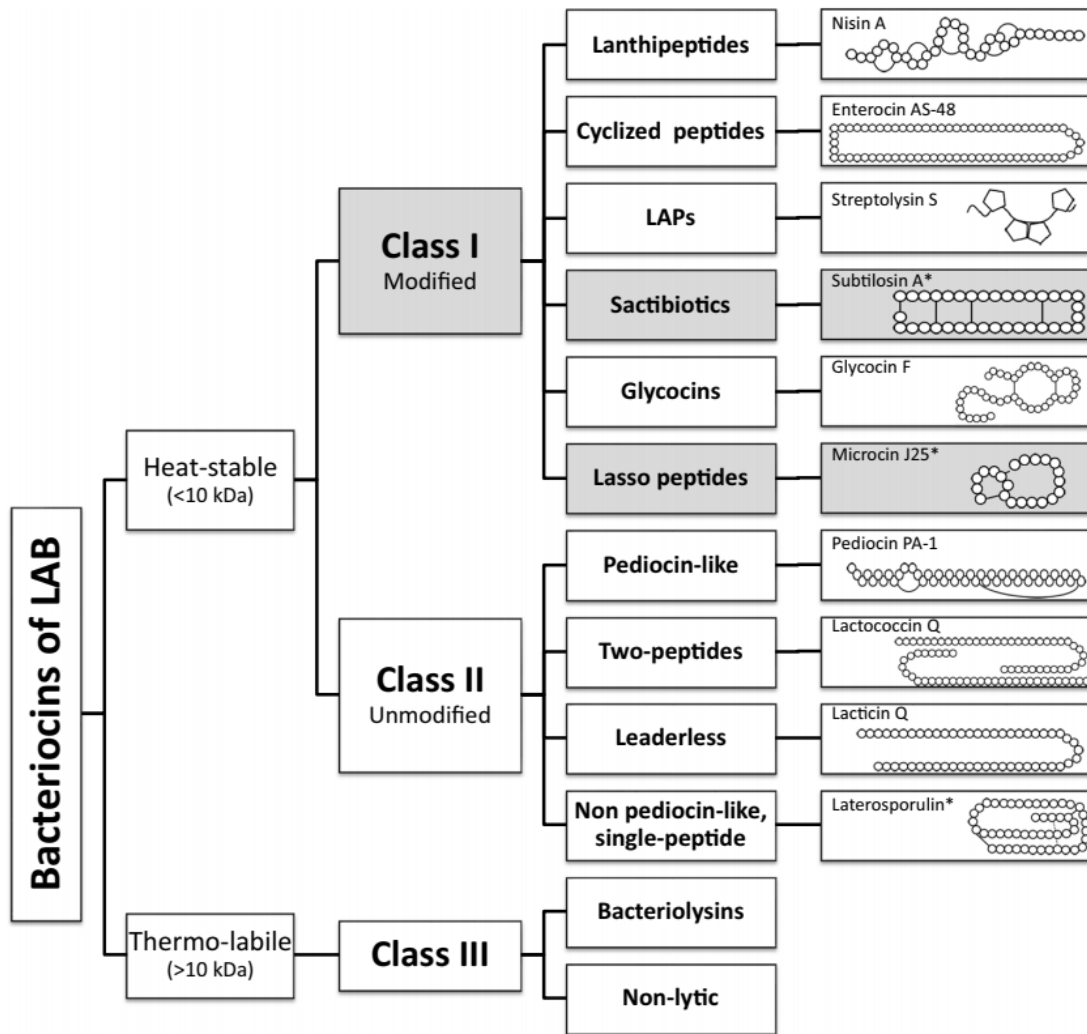 Bacteriocins of LAB
Heat-stable
(<10 kDa)
Thermo-labile
(>10 kDa)
Class I
Modified
Class II
Unmodified
Class III
Lanthipeptides
Nisin A
Cyclized peptides
Enterocin AS-48
LAPs
Streptolysin S
Sactibiotics
Subtilosin A*
Glycocins
Glycocin F
Lasso peptides
Microcin J25*
Pediocin-like
Pediocin PA-1
Two-peptides
Lactococcin Q
Leaderless
Lacticin Q
Non pediocin-like,
single-peptide
Laterosporulin*
Bacteriolysins
Non-lytic